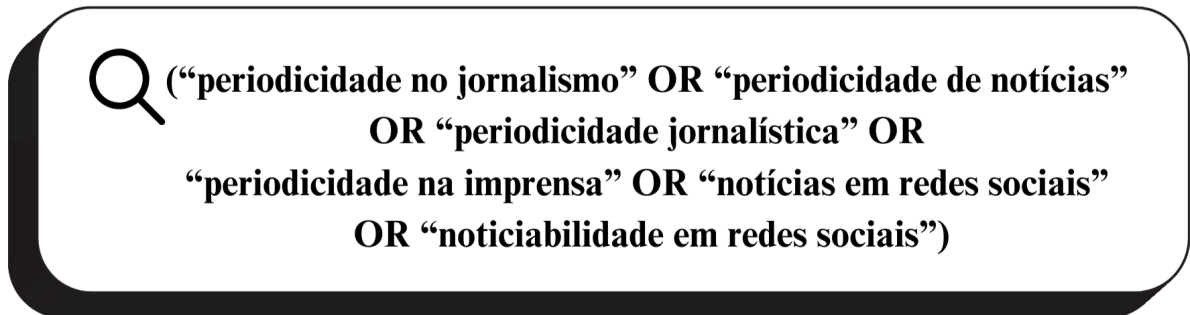 (“periodicidade no jornalismo” OR “periodicidade de notícias”
OR “periodicidade jornalística” OR
“periodicidade na imprensa” OR “notícias em redes sociais”
OR “noticiabilidade em redes sociais”)